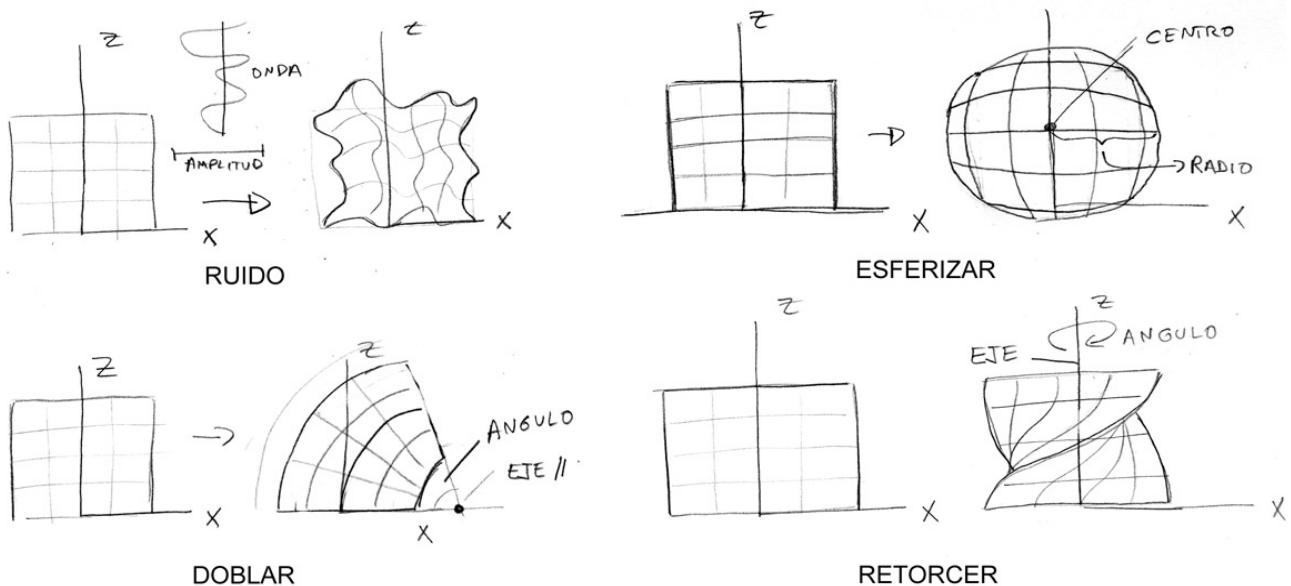 Z
ONDA
AMPLITUD
X
Z
X
RUIDO
Z
X
CENTRO
RADIO
X
ESFERIZAR
Z
X
Z
ANGULO
EJE //
X
DOBLAR
Z
X
Z
EJE
ANGULO
X
RETORCER